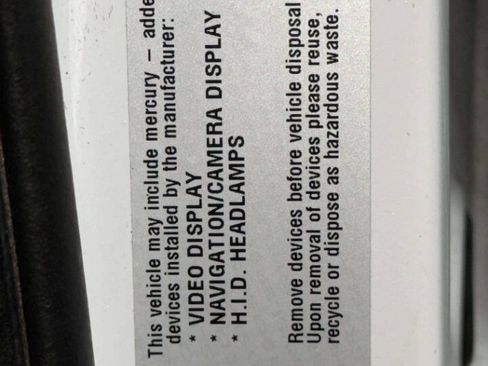 This vehicle may include mercury – adde
devices installed by the manufacturer:
* VIDEO DISPLAY
* NAVIGATION/CAMERA DISPLAY
* H.I.D. HEADLAMPS
Remove devices before vehicle disposal
Upon removal of devices please reuse,
recycle or dispose as hazardous waste.